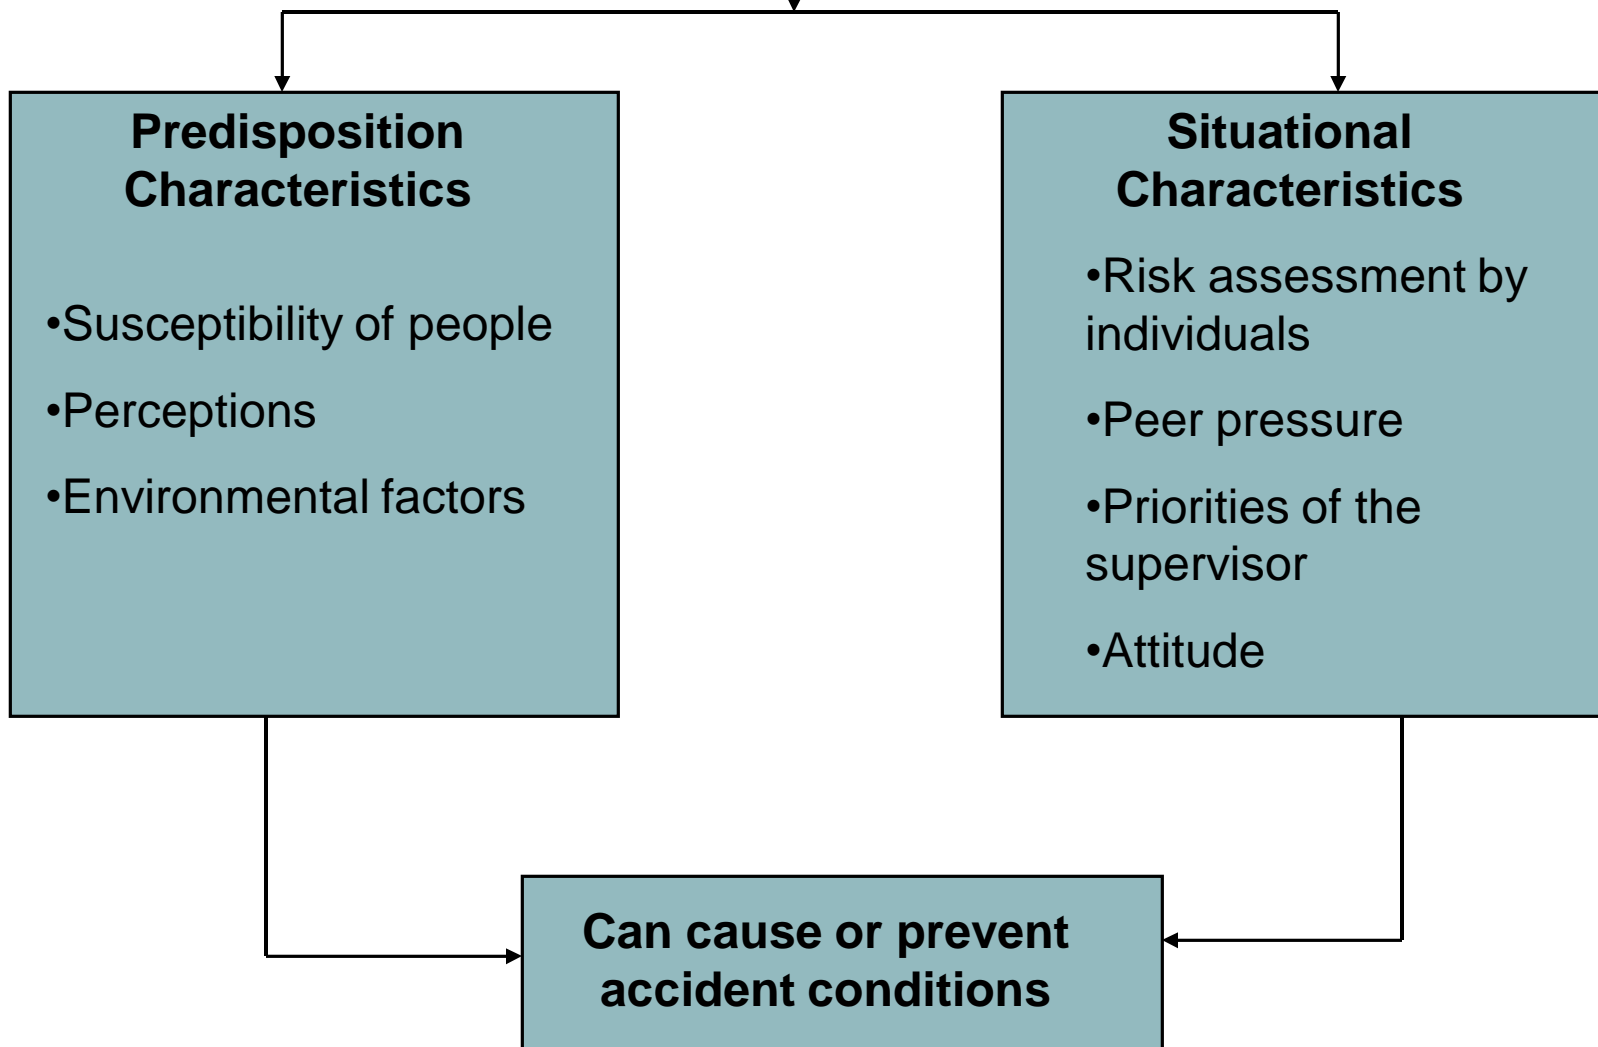 Predisposition
Characteristics
•Susceptibility of people
•Perceptions
•Environmental factors
Situational
Characteristics
•Risk assessment by
individuals
•Peer pressure
•Priorities of the
supervisor
•Attitude
Can cause or prevent
accident conditions